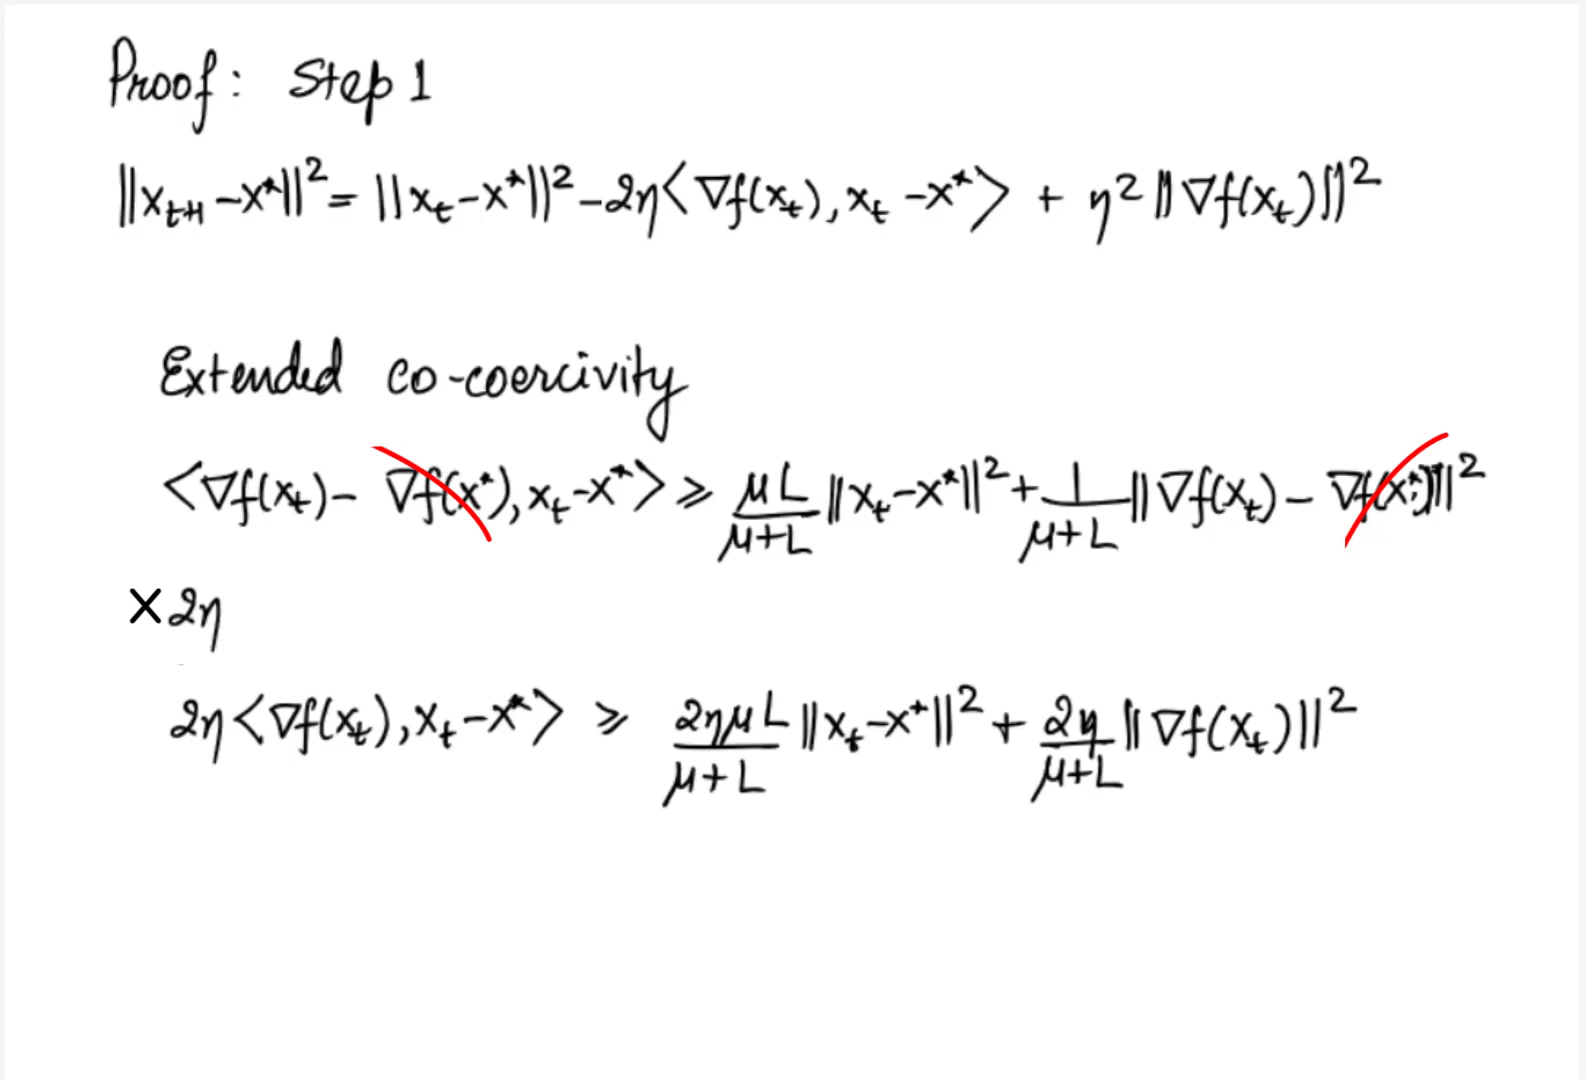 Proof: Step 1
||x_{t+1} - x*||² = ||x_t - x*||² - 2η⟨∇f(x_t), x_t - x*⟩ + η²||∇f(x_t)||²
Extended co-coercivity
⟨∇f(x_t) - ∇f(x*), x_t - x*⟩ ≥ μL/(μ+L) ||x_t - x*||² + 1/(μ+L) ||∇f(x_t) - ∇f(x*)||²
× 2η
2η⟨∇f(x_t), x_t - x*⟩ ≥ 2ημL/(μ+L) ||x_t - x*||² + 2η/(μ+L) ||∇f(x_t)||²